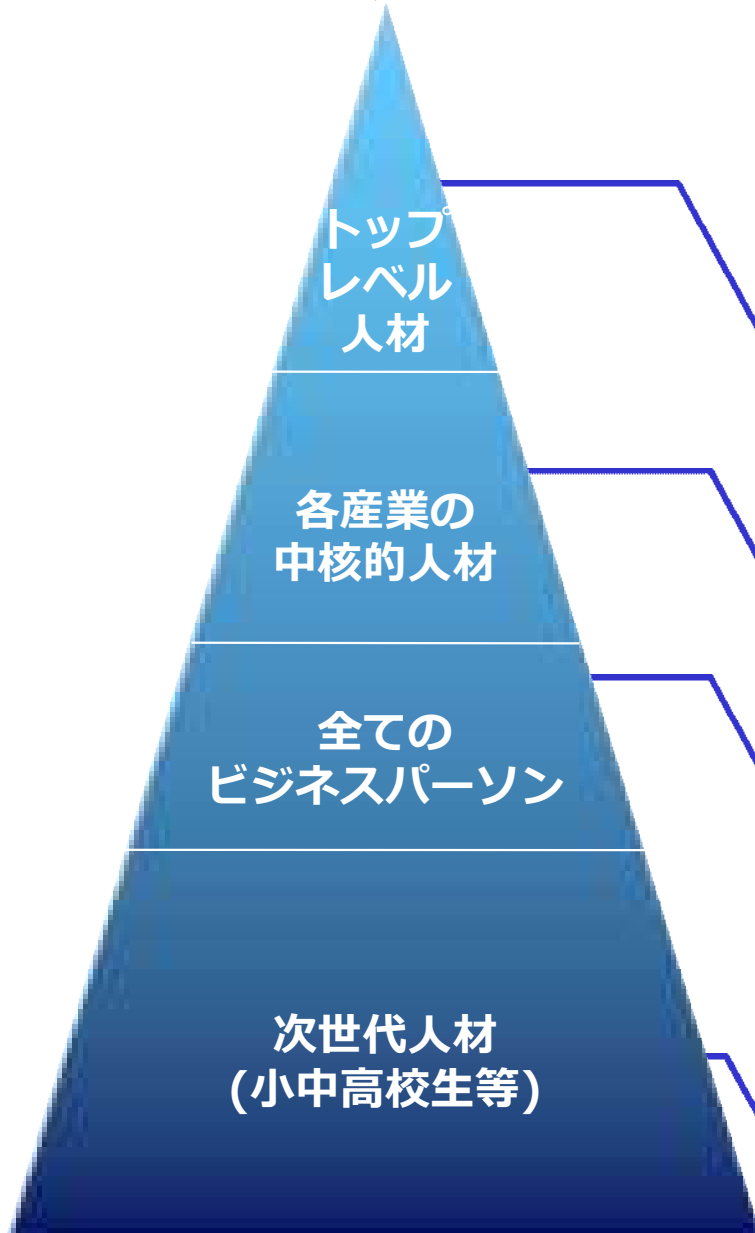 トップ
レベル
人材
各産業の
中核的人材
全ての
ビジネスパーソン
次世代人材
(小中高校生等)